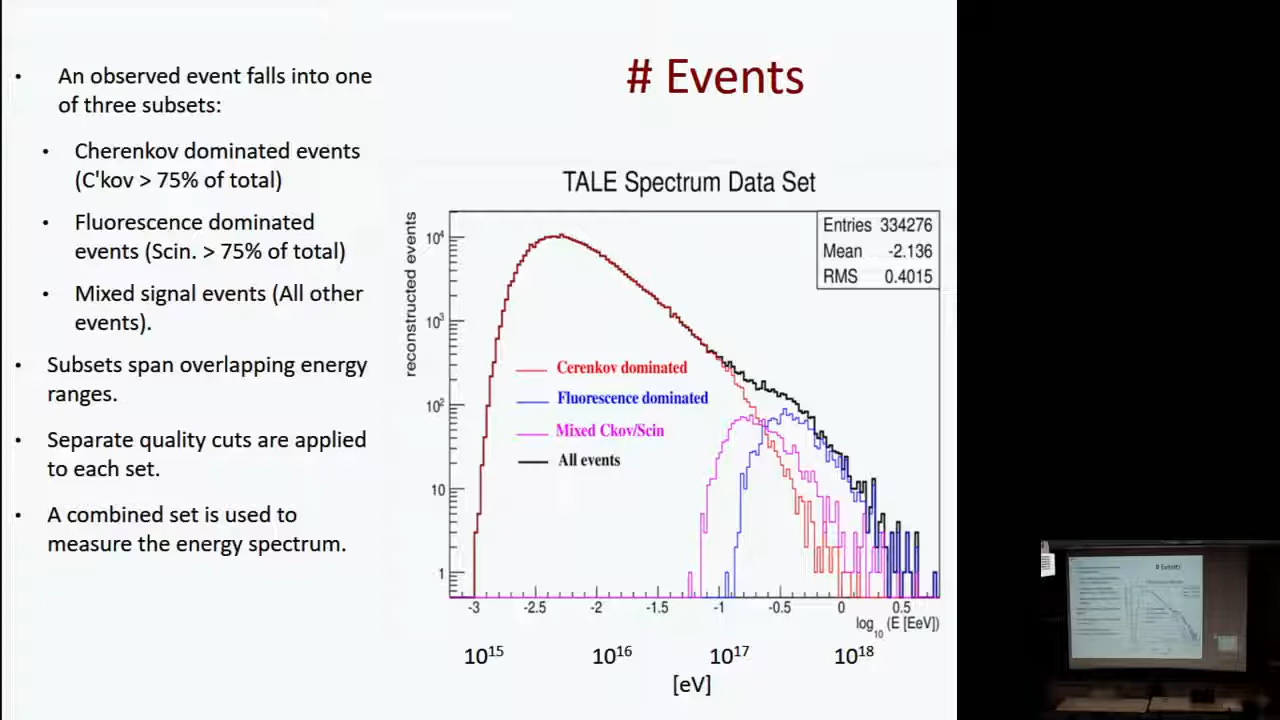 # Events
An observed event falls into one
of three subsets:
Cherenkov dominated events
(C'kov > 75% of total)
Fluorescence dominated
events (Scin. > 75% of total)
Mixed signal events (All other
events).
Subsets span overlapping energy
ranges.
Separate quality cuts are applied
to each set.
A combined set is used to
measure the energy spectrum.
TALE Spectrum Data Set
Entries 334276
Mean -2.136
RMS 0.4015
reconstructed events
10⁴
10³
10²
10
1
Cerenkov dominated
Fluorescence dominated
Mixed Ckov/Scin
All events
-3 -2.5 -2 -1.5 -1 -0.5 0 0.5
log₁₀ (E [EeV])
10¹⁵ 10¹⁶ 10¹⁷ 10¹⁸
[eV]
# Events